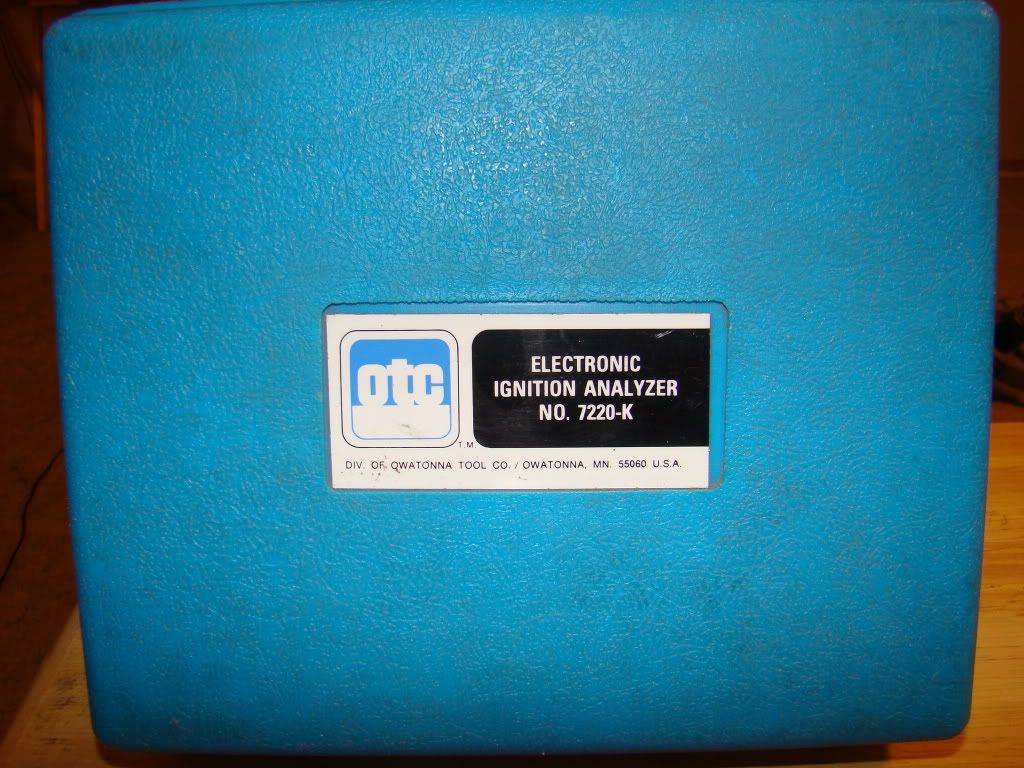 otc
T.M.
ELECTRONIC
IGNITION ANALYZER
NO. 7220-K
DIV. OF OWATONNA TOOL CO. / OWATONNA, MN. 55060 U.S.A.